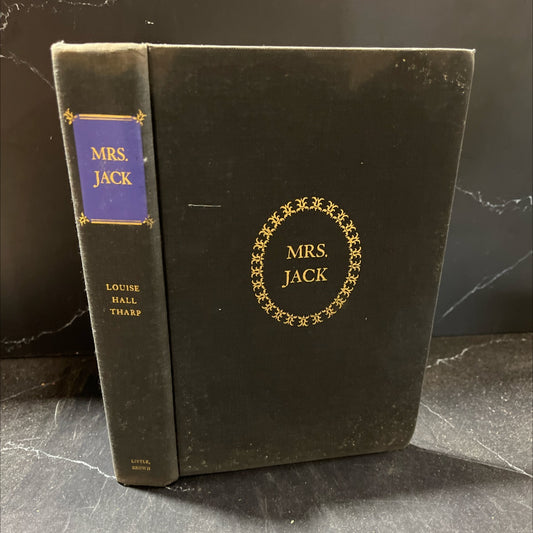 MRS.
JACK
LOUISE
HALL
THARP
LITTLE,
BROWN
MRS.
JACK